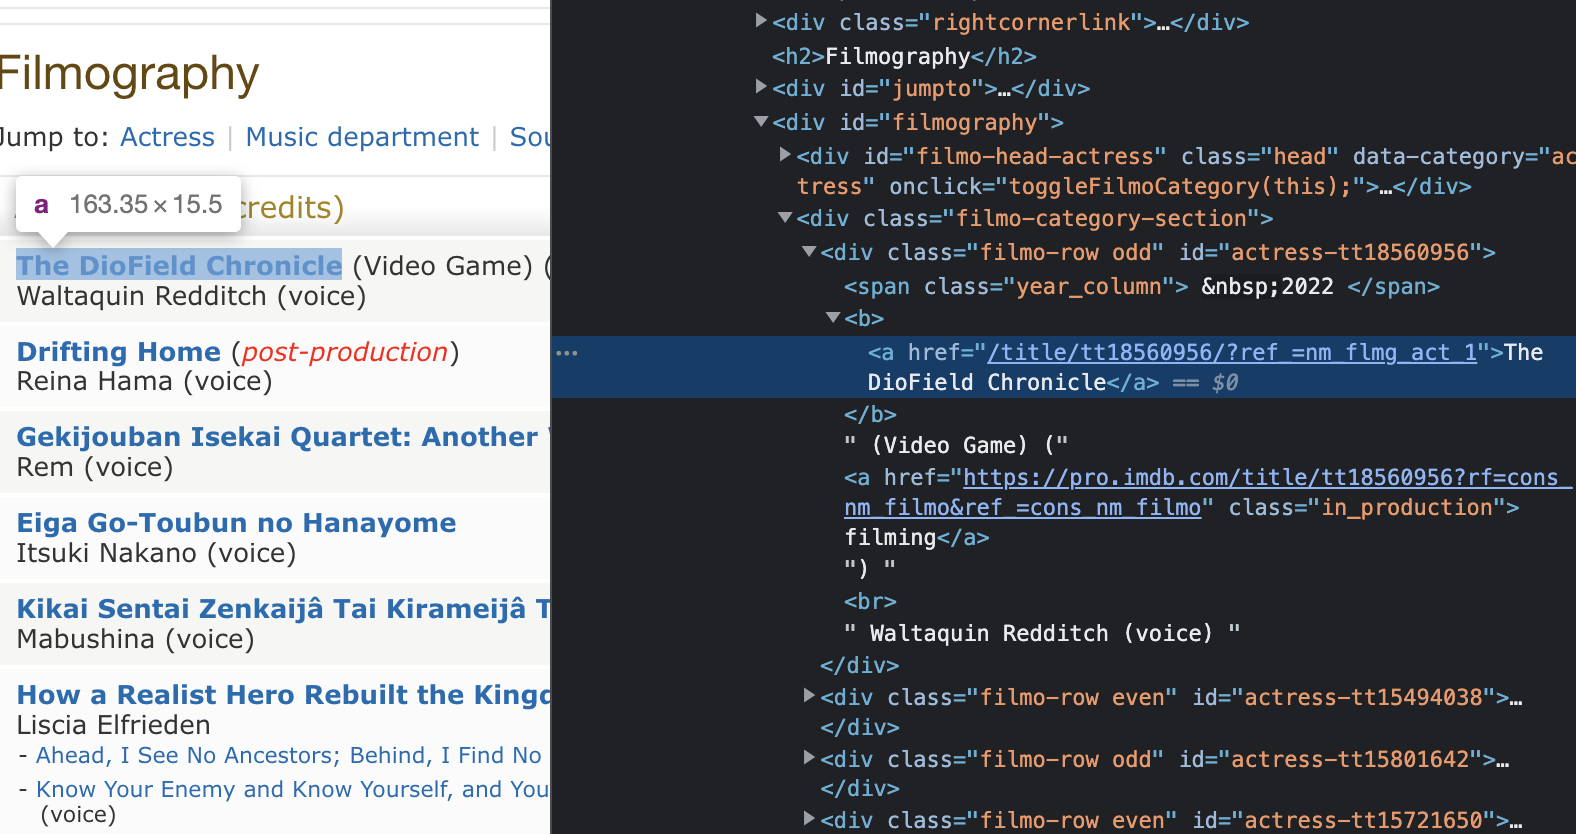 Filmography
Jump to: Actress | Music department | Sou
a 163.35 × 15.5
credits)
The DioField Chronicle (Video Game) (
Waltaquin Redditch (voice)
Drifting Home (post-production)
Reina Hama (voice)
Gekijouban Isekai Quartet: Another
Rem (voice)
Eiga Go-Toubun no Hanayome
Itsuki Nakano (voice)
Kikai Sentai Zenkaijâ Tai Kirameijâ T
Mabushina (voice)
How a Realist Hero Rebuilt the Kingd
Liscia Elfrieden
- Ahead, I See No Ancestors; Behind, I Find No
- Know Your Enemy and Know Yourself, and You
(voice)
<div class="rightcornerlink">…</div>
<h2>Filmography</h2>
<div id="jumpto">…</div>
<div id="filmography">
<div id="filmo-head-actress" class="head" data-category="ac
tress" onclick="toggleFilmoCategory(this);">…</div>
<div class="filmo-category-section">
<div class="filmo-row odd" id="actress-tt18560956">
<span class="year_column"> &nbsp;2022 </span>
<b>
<a href="/title/tt18560956/?ref_=nm_flmg_act_1">The
DioField Chronicle</a> == $0
</b>
" (Video Game) ("
<a href="https://pro.imdb.com/title/tt18560956?rf=cons_
nm_filmo&ref_=cons_nm_filmo" class="in_production">
filming</a>
") "
<br>
" Waltaquin Redditch (voice) "
</div>
<div class="filmo-row even" id="actress-tt15494038">…
</div>
<div class="filmo-row odd" id="actress-tt15801642">…
</div>
<div class="filmo-row even" id="actress-tt15721650">…